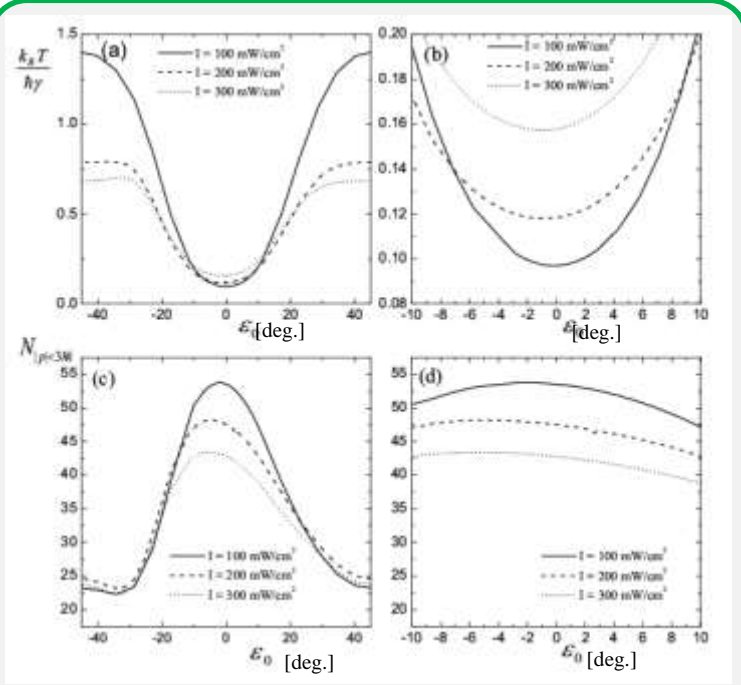 (a)
k_B T
ħγ
I = 100 mW/cm²
I = 200 mW/cm²
I = 300 mW/cm²
1.5
1.0
0.5
0.0
-40 -20 0 20 40
ε₀ [deg.]
(b)
I = 100 mW/cm²
I = 200 mW/cm²
I = 300 mW/cm²
0.20
0.18
0.16
0.14
0.12
0.10
0.08
-10 -8 -6 -4 -2 0 2 4 6 8 10
ε₀ [deg.]
(c)
55
50
45
40
35
30
25
20
I = 100 mW/cm²
I = 200 mW/cm²
I = 300 mW/cm²
-40 -20 0 20 40
ε₀ [deg.]
(d)
55
50
45
40
35
30
25
20
I = 100 mW/cm²
I = 200 mW/cm²
I = 300 mW/cm²
-10 -8 -6 -4 -2 0 2 4 6 8 10
ε₀ [deg.]